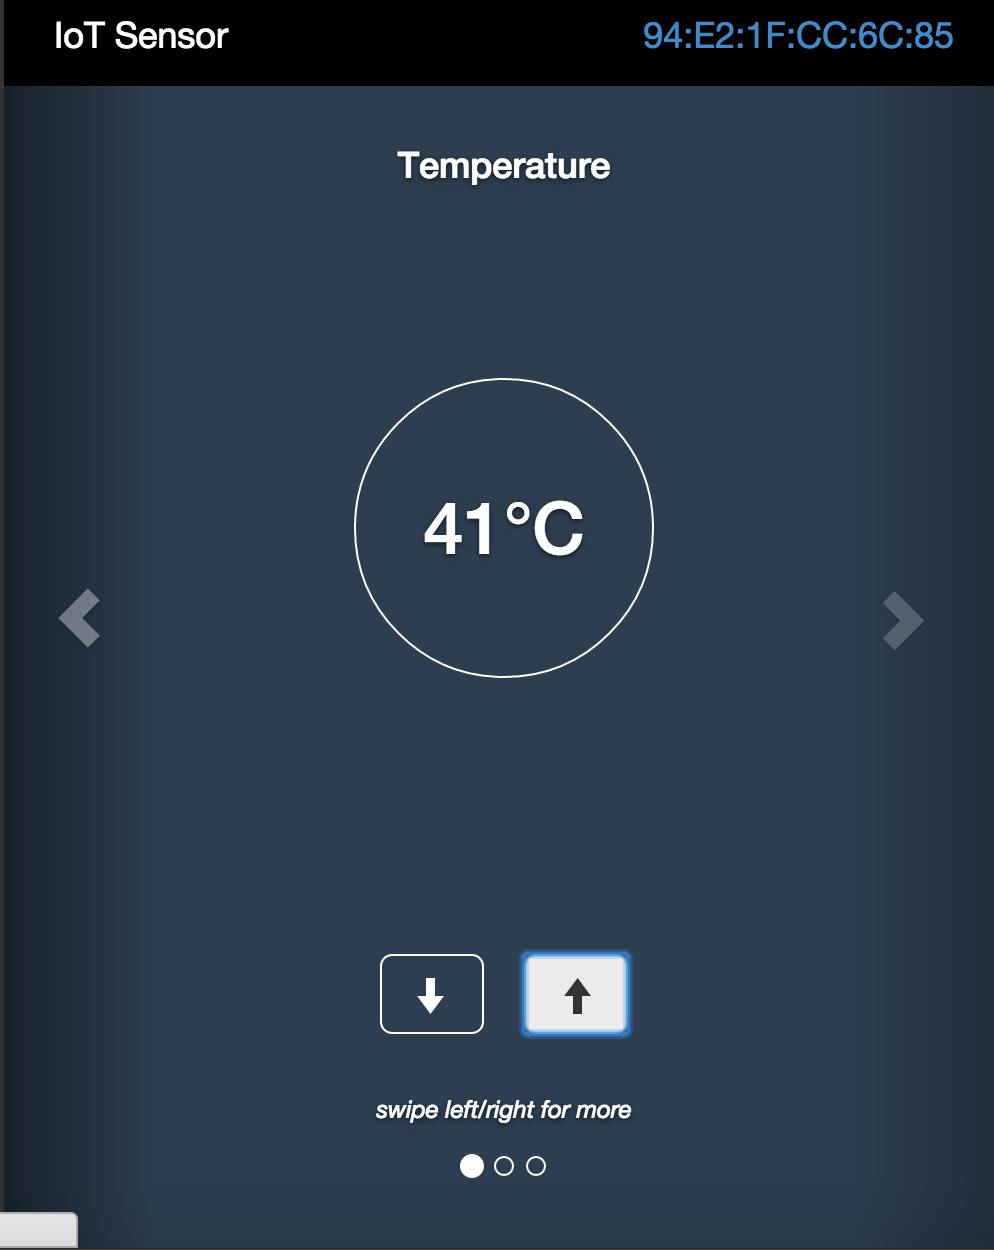 IoT Sensor 94:E2:1F:CC:6C:85
Temperature
41°C
swipe left/right for more